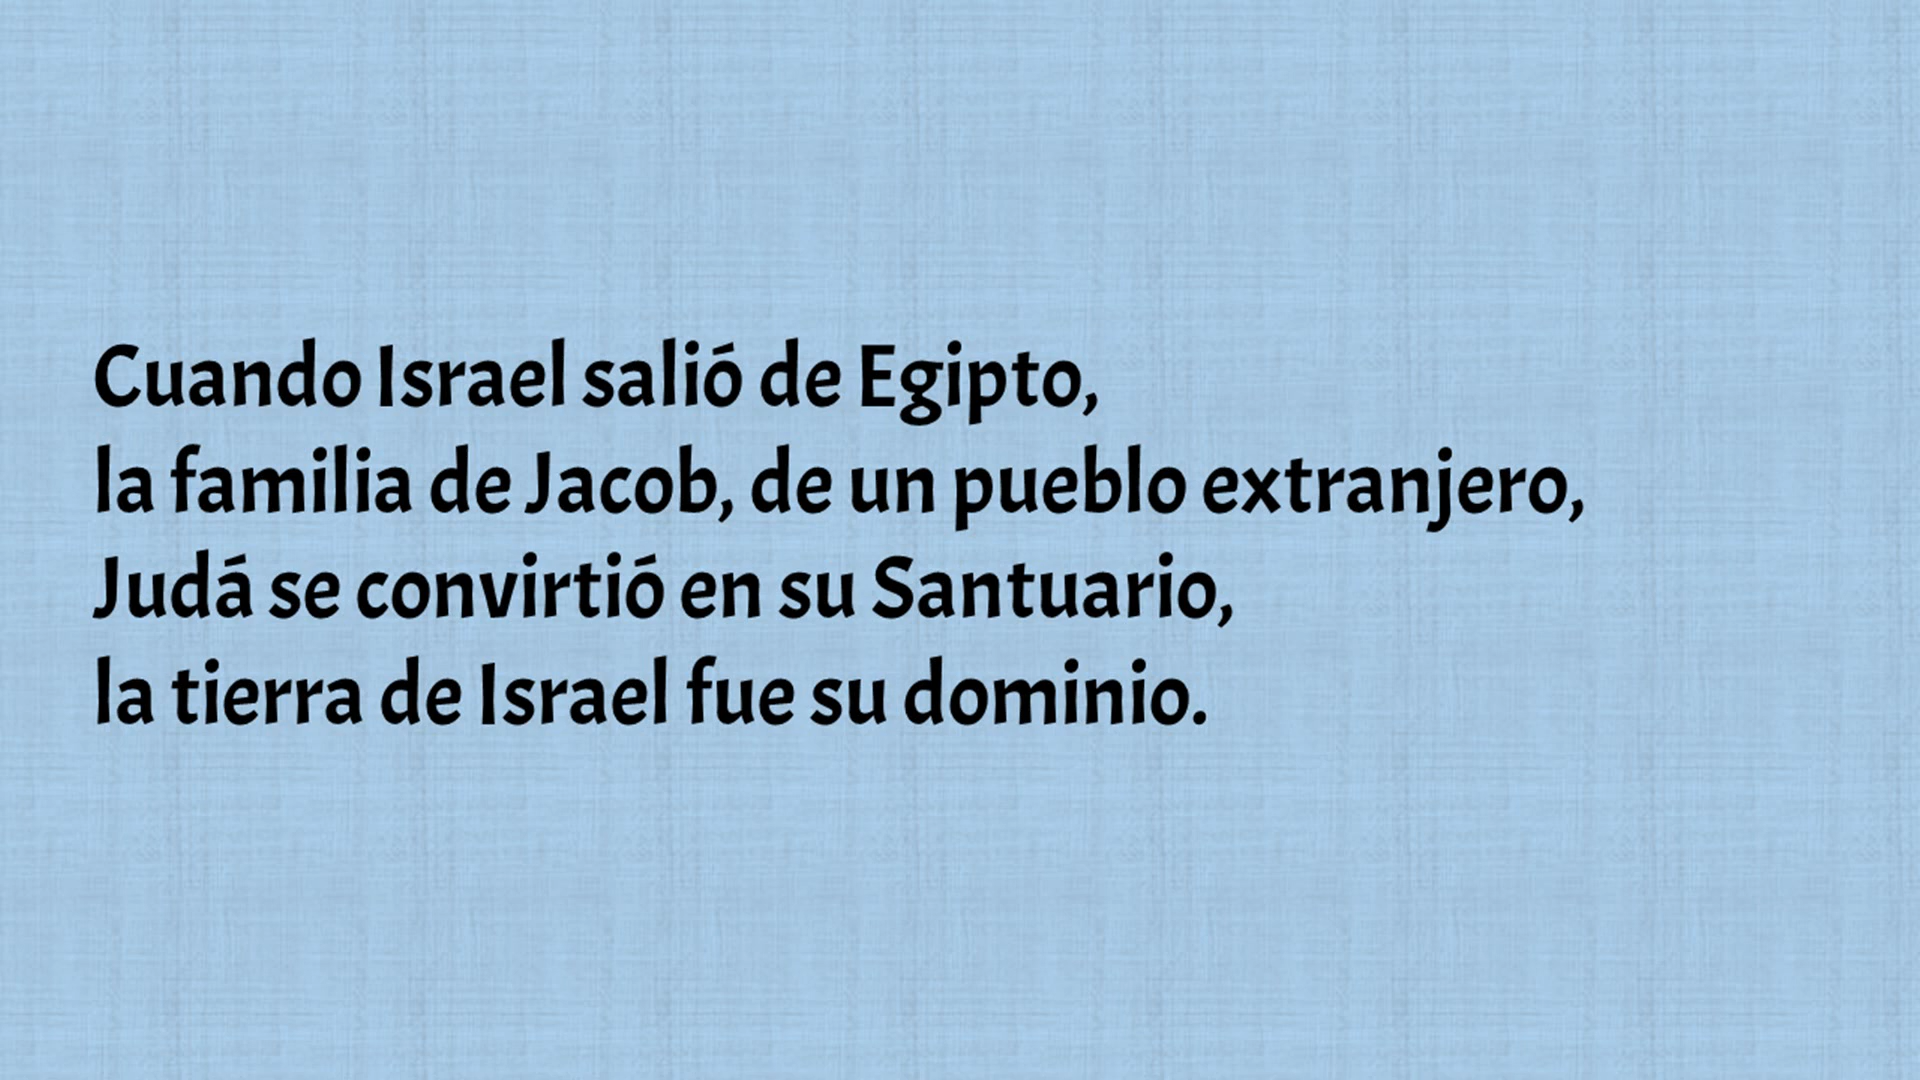 Cuando Israel salió de Egipto,
la familia de Jacob, de un pueblo extranjero,
Judá se convirtió en su Santuario,
la tierra de Israel fue su dominio.